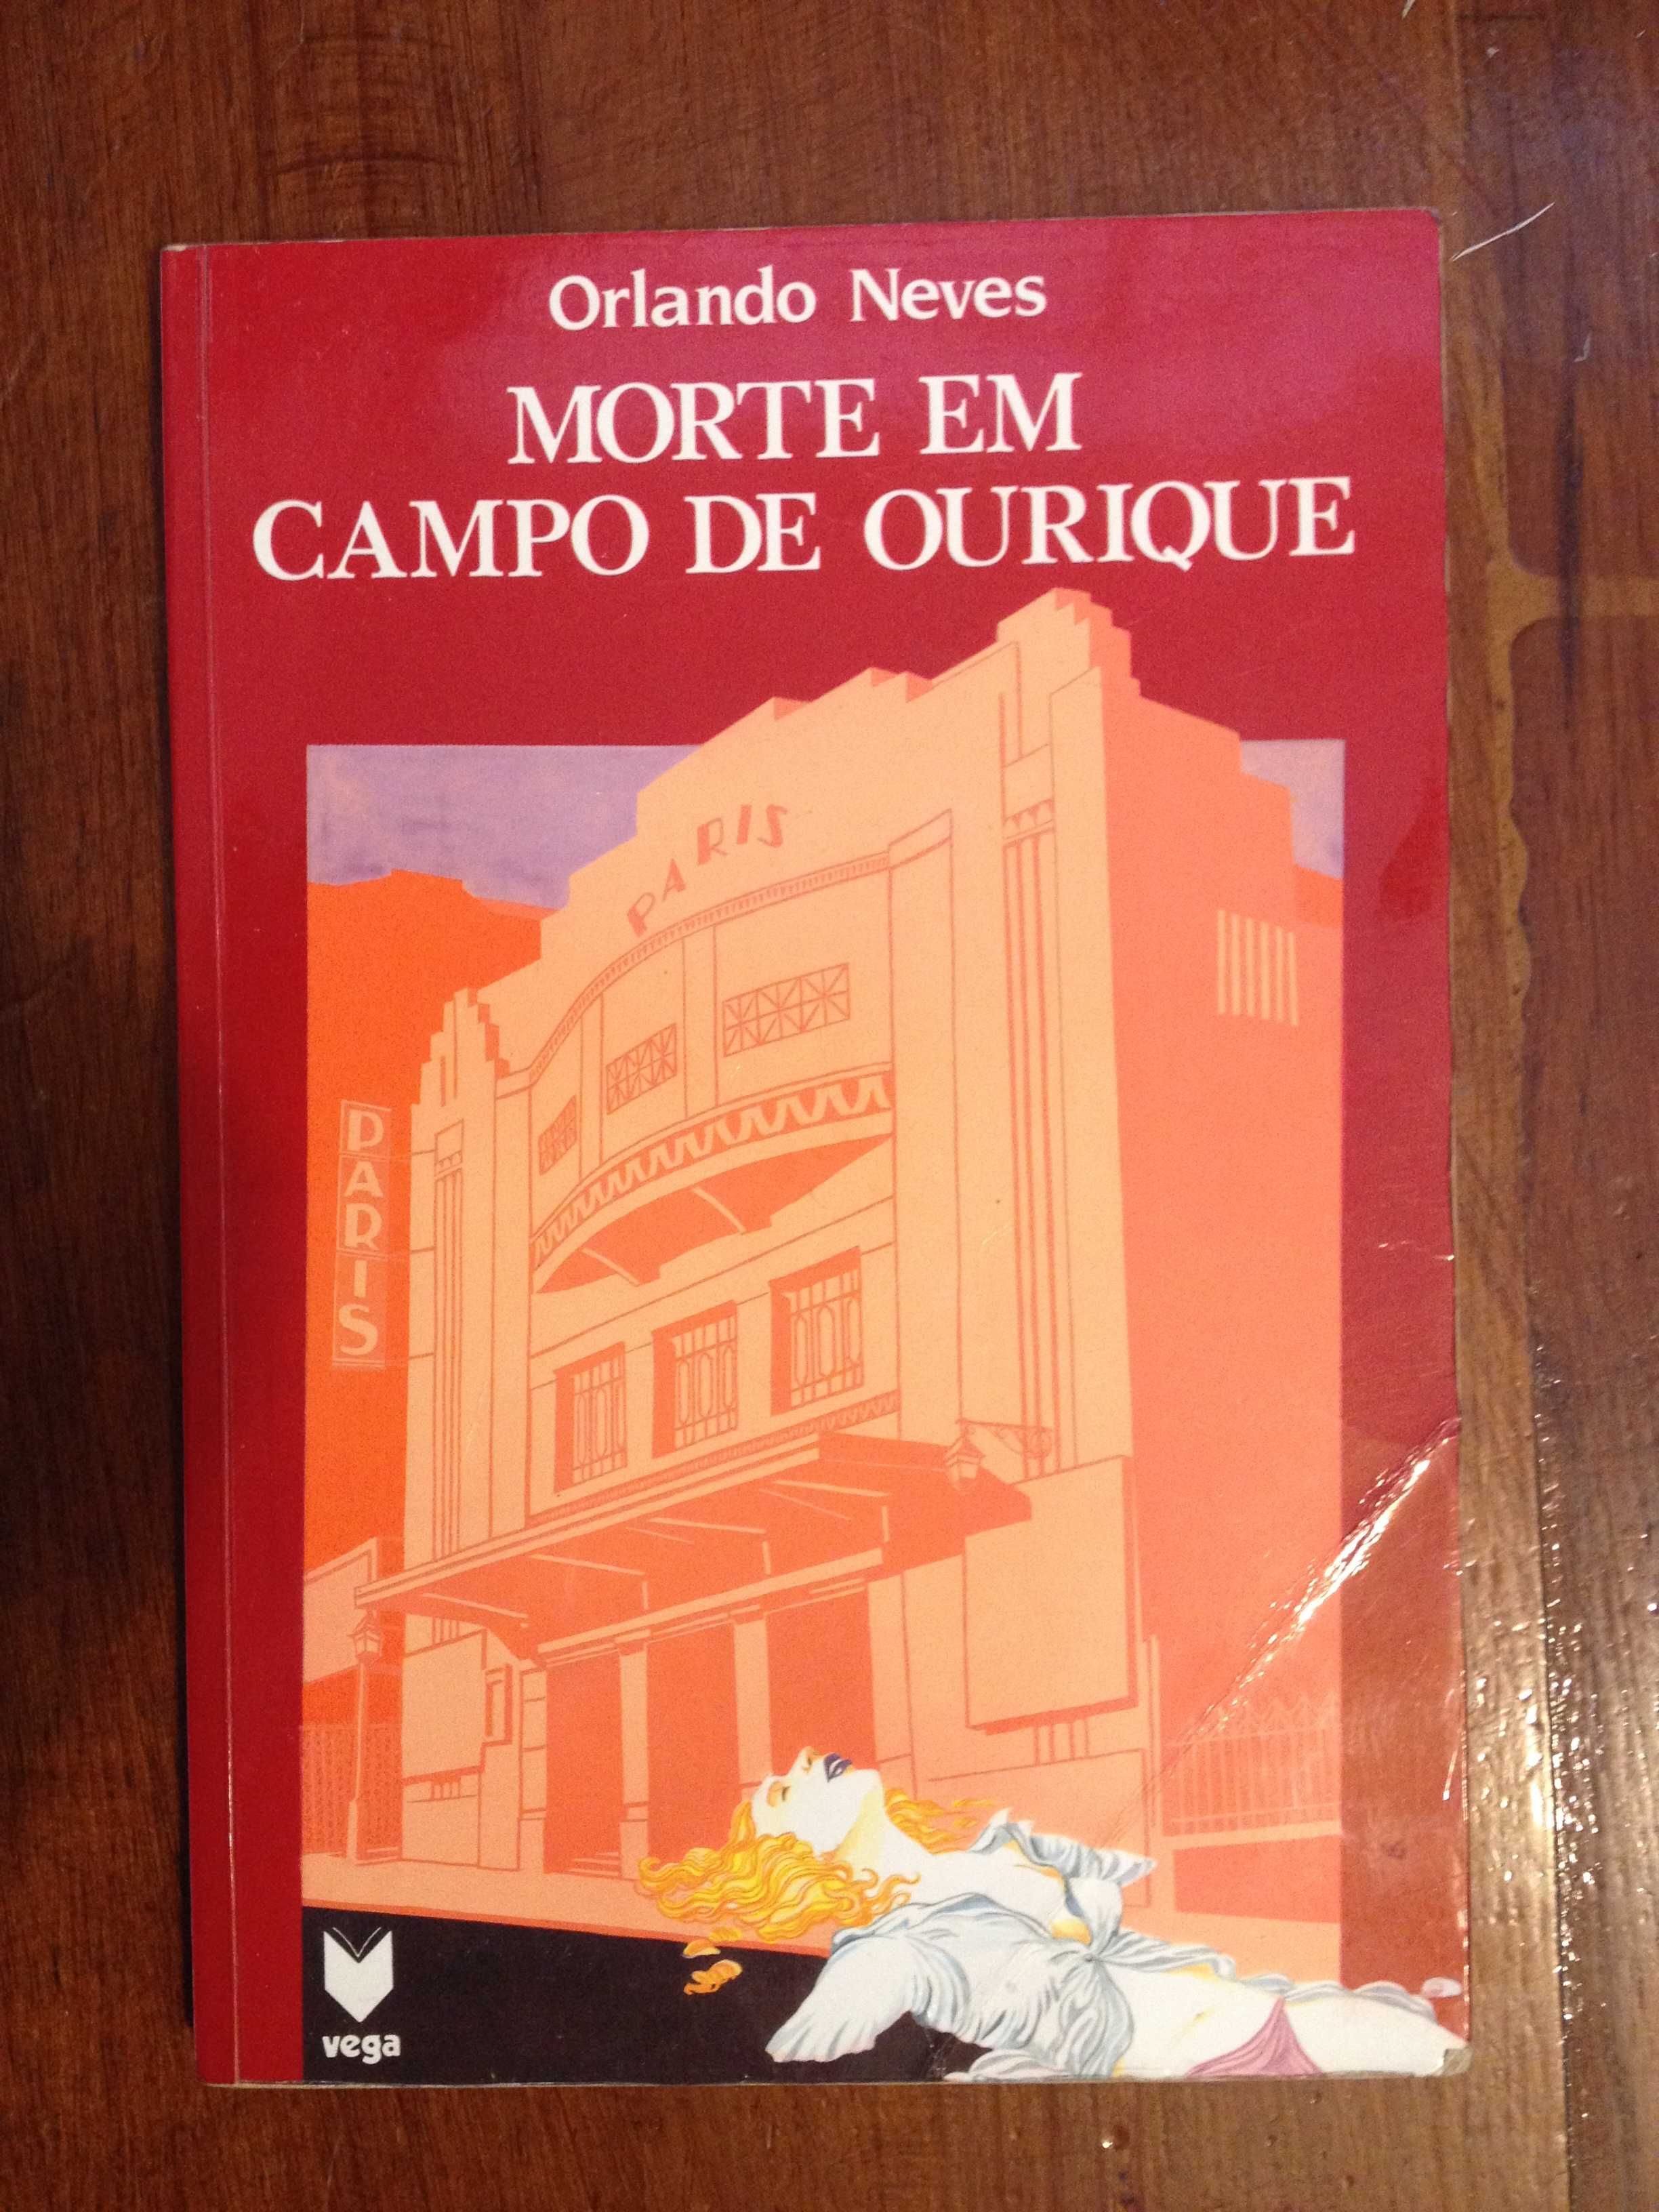 Orlando Neves
MORTE EM
CAMPO DE OURIQUE
PARIS
PARIS
vega